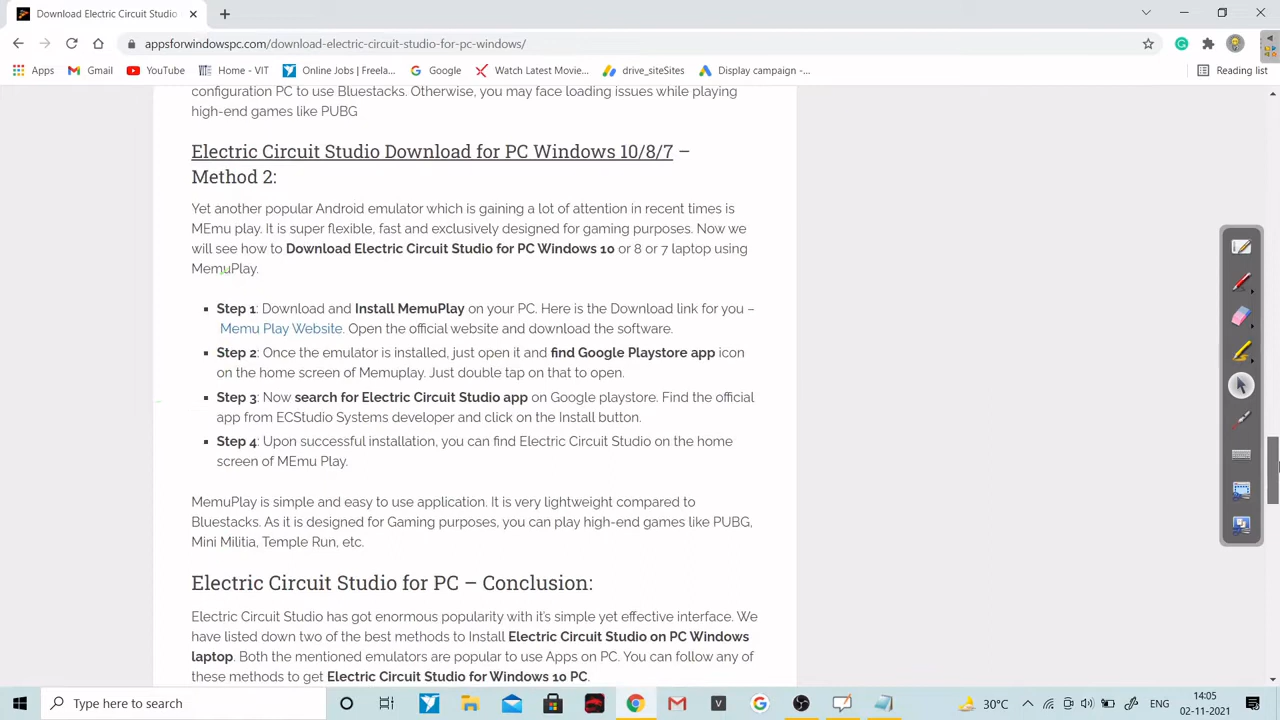 Download Electric Circuit Studio
appsforwindowspc.com/download-electric-circuit-studio-for-pc-windows/
Apps Gmail YouTube Home - VIT Online Jobs | Freela... Google Watch Latest Movie... drive_siteSites Display campaign -... Reading list
configuration PC to use Bluestacks. Otherwise, you may face loading issues while playing
high-end games like PUBG
Electric Circuit Studio Download for PC Windows 10/8/7 –
Method 2:
Yet another popular Android emulator which is gaining a lot of attention in recent times is
MEmu play. It is super flexible, fast and exclusively designed for gaming purposes. Now we
will see how to Download Electric Circuit Studio for PC Windows 10 or 8 or 7 laptop using
MemuPlay.
Step 1: Download and Install MemuPlay on your PC. Here is the Download link for you –
Memu Play Website. Open the official website and download the software.
Step 2: Once the emulator is installed, just open it and find Google Playstore app icon
on the home screen of Memuplay. Just double tap on that to open.
Step 3: Now search for Electric Circuit Studio app on Google playstore. Find the official
app from ECStudio Systems developer and click on the Install button.
Step 4: Upon successful installation, you can find Electric Circuit Studio on the home
screen of MEmu Play.
MemuPlay is simple and easy to use application. It is very lightweight compared to
Bluestacks. As it is designed for Gaming purposes, you can play high-end games like PUBG,
Mini Militia, Temple Run, etc.
Electric Circuit Studio for PC – Conclusion:
Electric Circuit Studio has got enormous popularity with it's simple yet effective interface. We
have listed down two of the best methods to Install Electric Circuit Studio on PC Windows
laptop. Both the mentioned emulators are popular to use Apps on PC. You can follow any of
these methods to get Electric Circuit Studio for Windows 10 PC.
Type here to search
30°C
ENG
14:05
02-11-2021